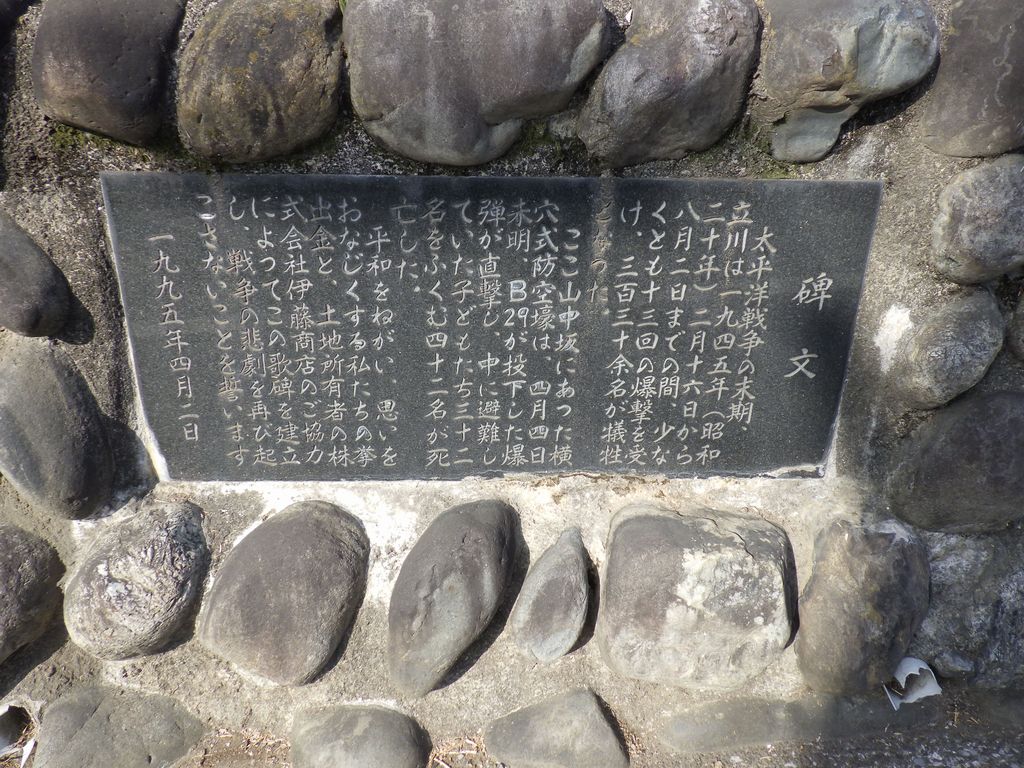 碑文
太平洋戦争の末期、
立川は一九四五年（昭和
二十年）二月十六日から
八月二日までの間、少な
くとも十三回の爆撃を受
け、三百三十余名が犠牲
となった。
ここ山中坂にあった横
穴式防空壕は、四月四日
未明、B29が投下した爆
弾が直撃し、中に避難し
ていた子どもたち三十二
名をふくむ四十二名が死
亡した。
平和をねがい、思いを
おなじくする私たちの拳
出金と、土地所有者の株
式会社伊藤商店のご協力
によってこの歌碑を建立
し、戦争の悲劇を再び起
こさないことを誓います
一九九五年四月二日